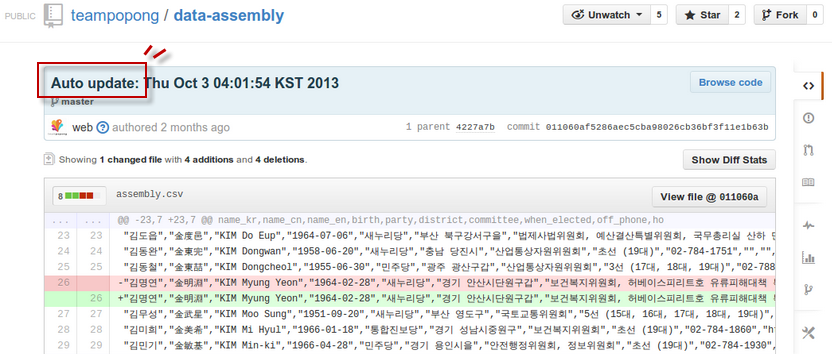 PUBLIC teampopong / data-assembly Unwatch 5 Star 2 Fork 0
Auto update: Thu Oct 3 04:01:54 KST 2013 Browse code
master
web ? authored 2 months ago 1 parent 4227a7b commit 011060af5286aec5cba98026cb36bf3f11e1b63b
Showing 1 changed file with 4 additions and 4 deletions. Show Diff Stats
8 assembly.csv View file @ 011060a
... ... @@ -23,7 +23,7 @@ name_kr,name_cn,name_en,birth,party,district,committee,when_elected,off_phone,ho
23 23 "김도읍","金度邑","KIM Do Eup","1964-07-06","새누리당","부산 북구강서구을","법제사법위원회, 예산결산특별위원회, 국무총리실 산하 민
24 24 "김동완","金東完","KIM Dongwan","1958-06-20","새누리당","충남 당진시","산업통상자원위원회","초선 (19대)","02-784-1751","","",
25 25 "김동철","金東喆","KIM Dongcheol","1955-06-30","민주당","광주 광산구갑","산업통상자원위원회","3선 (17대, 18대, 19대)","02-788
26 -"김명연","金明淵","KIM Myung Yeon","1964-02-28","새누리당","경기 안산시단원구갑","보건복지위원회, 허베이스피리트호 유류피해대책
26 +"김명연","金明淵","KIM Myung Yeon","1964-02-28","새누리당","경기 안산시단원구갑","보건복지위원회, 허베이스피리트호 유류피해대책
27 27 "김무성","金武星","KIM Moo Sung","1951-09-20","새누리당","부산 영도구","국토교통위원회","5선 (15대, 16대, 17대, 18대, 19대)",
28 28 "김미희","金美希","KIM Mi Hyul","1966-01-18","통합진보당","경기 성남시중원구","보건복지위원회","초선 (19대)","02-784-1860","h
29 29 "김민기","金敏基","KIM Min-ki","1966-04-28","민주당","경기 용인시을","안전행정위원회, 정보위원회","초선 (19대)","02-784-1930",